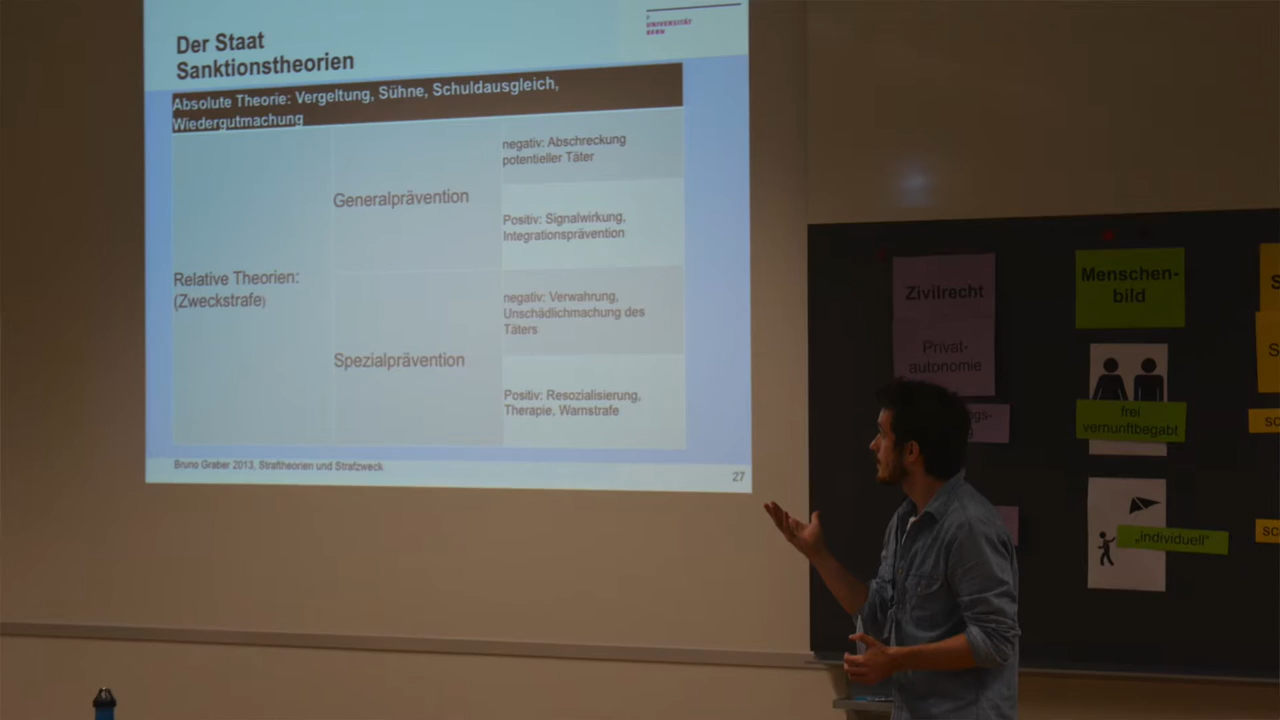 Der Staat
Sanktionstheorien
UNIVERSITÄT
BERN
Absolute Theorie: Vergeltung, Sühne, Schuldausgleich,
Wiedergutmachung
Relative Theorien:
(Zweckstrafe)
Generalprävention
negativ: Abschreckung
potentieller Täter
Positiv: Signalwirkung,
Integrationsprävention
Spezialprävention
negativ: Verwahrung,
Unschädlichmachung des
Täters
Positiv: Resozialisierung,
Therapie, Warnstrafe
Bruno Graber 2013, Straftheorien und Strafzweck
27
Zivilrecht
Privat-
autonomie
Menschen-
bild
frei
vernunftbegabt
„individuell"